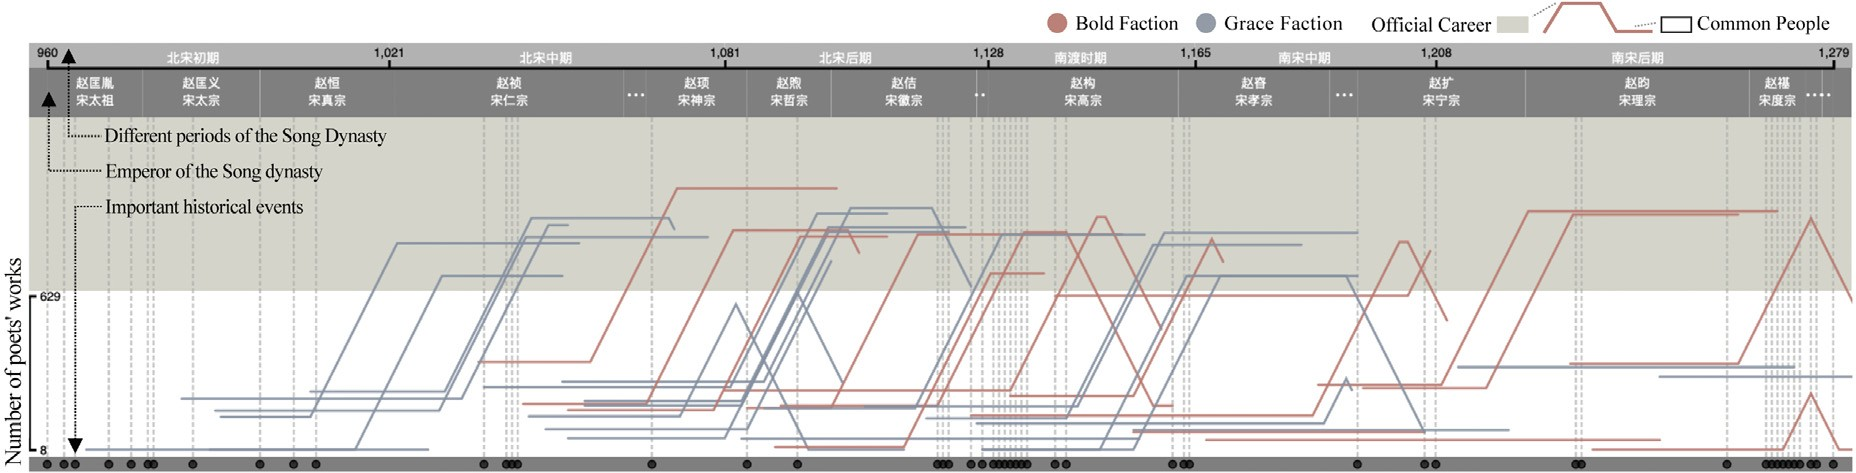 Bold Faction Grace Faction Official Career Common People
960 1,021 1,081 1,128 1,165 1,208 1,279
北宋初期 北宋中期 北宋后期 南渡时期 南宋中期 南宋后期
赵匡胤 赵匡义 赵恒 赵祯 赵顼 赵煦 赵佶 赵构 赵昚 赵扩 赵昀 赵禥
宋太祖 宋太宗 宋真宗 宋仁宗 宋神宗 宋哲宗 宋徽宗 宋高宗 宋孝宗 宋宁宗 宋理宗 宋度宗
Different periods of the Song Dynasty
Emperor of the Song dynasty
Important historical events
Number of poets' works
629
8